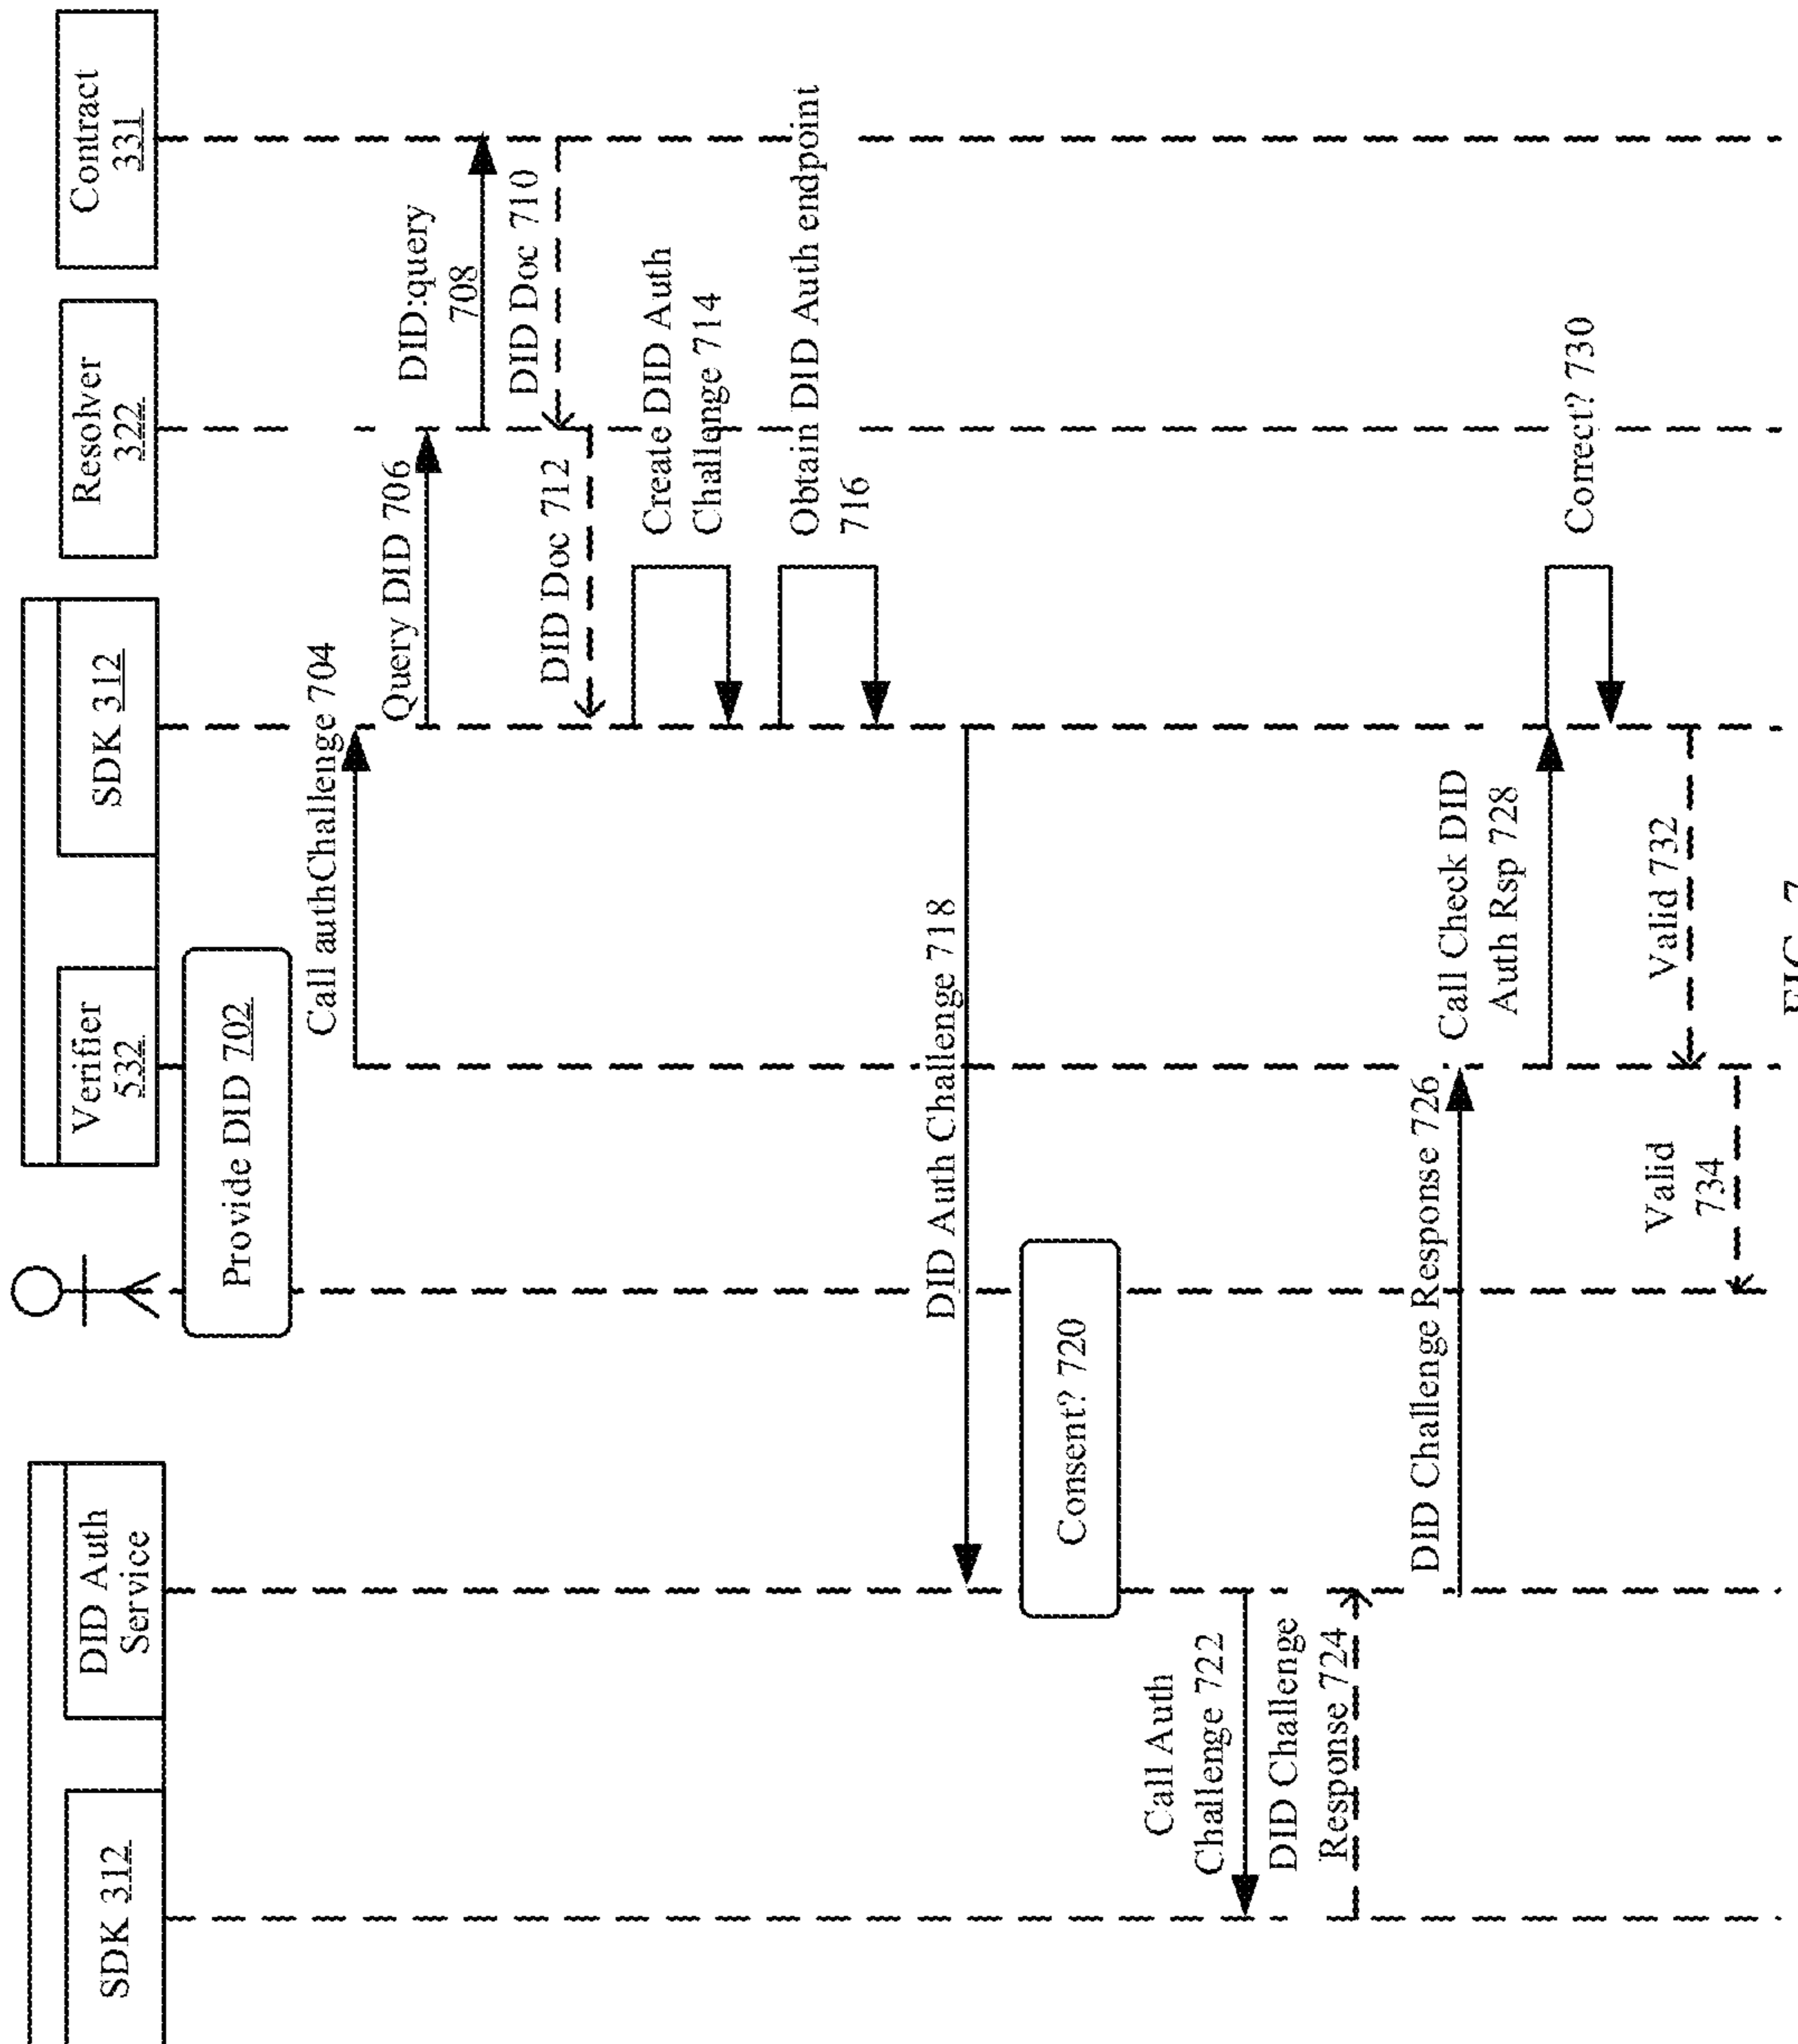 SDK 312
DID Auth
Service
Verifier
532
SDK 312
Resolver
322
Contract
331
Provide DID 702
Call authChallenge 704
Query DID 706
DID:query
708
DID Doc 710
DID Doc 712
Create DID Auth
Challenge 714
Obtain DID Auth endpoint
716
DID Auth Challenge 718
Consent? 720
Call Auth
Challenge 722
DID Challenge
Response 724
DID Challenge Response 726
Call Check DID
Auth Rsp 728
Correct? 730
Valid 732
Valid
734
FIG. 7